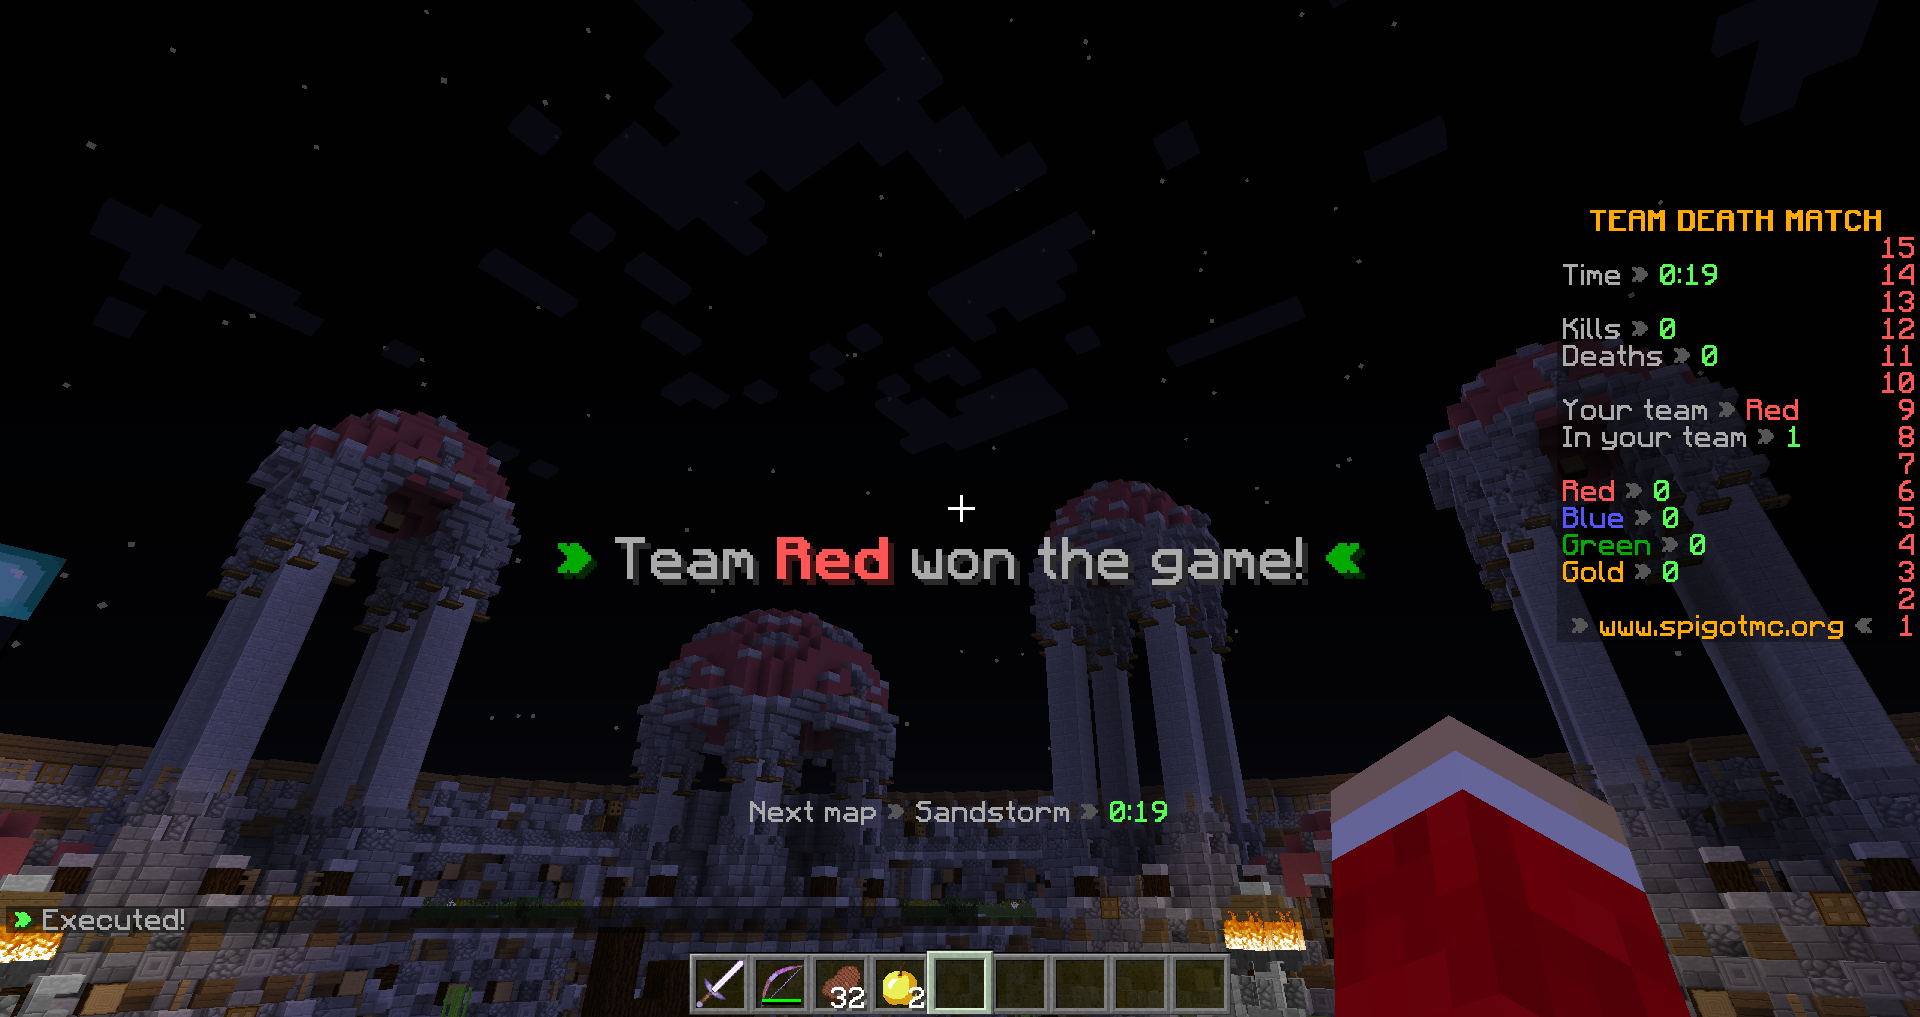 TEAM DEATH MATCH
15
Time » 0:19 14
13
Kills » 0 12
Deaths » 0 11
10
Your team » Red 9
In your team » 1 8
7
Red » 0 6
Blue » 0 5
Green » 0 4
Gold » 0 3
2
» www.spigotmc.org « 1
» Team Red won the game! «
Next map » Sandstorm » 0:19
» Executed!
32 2